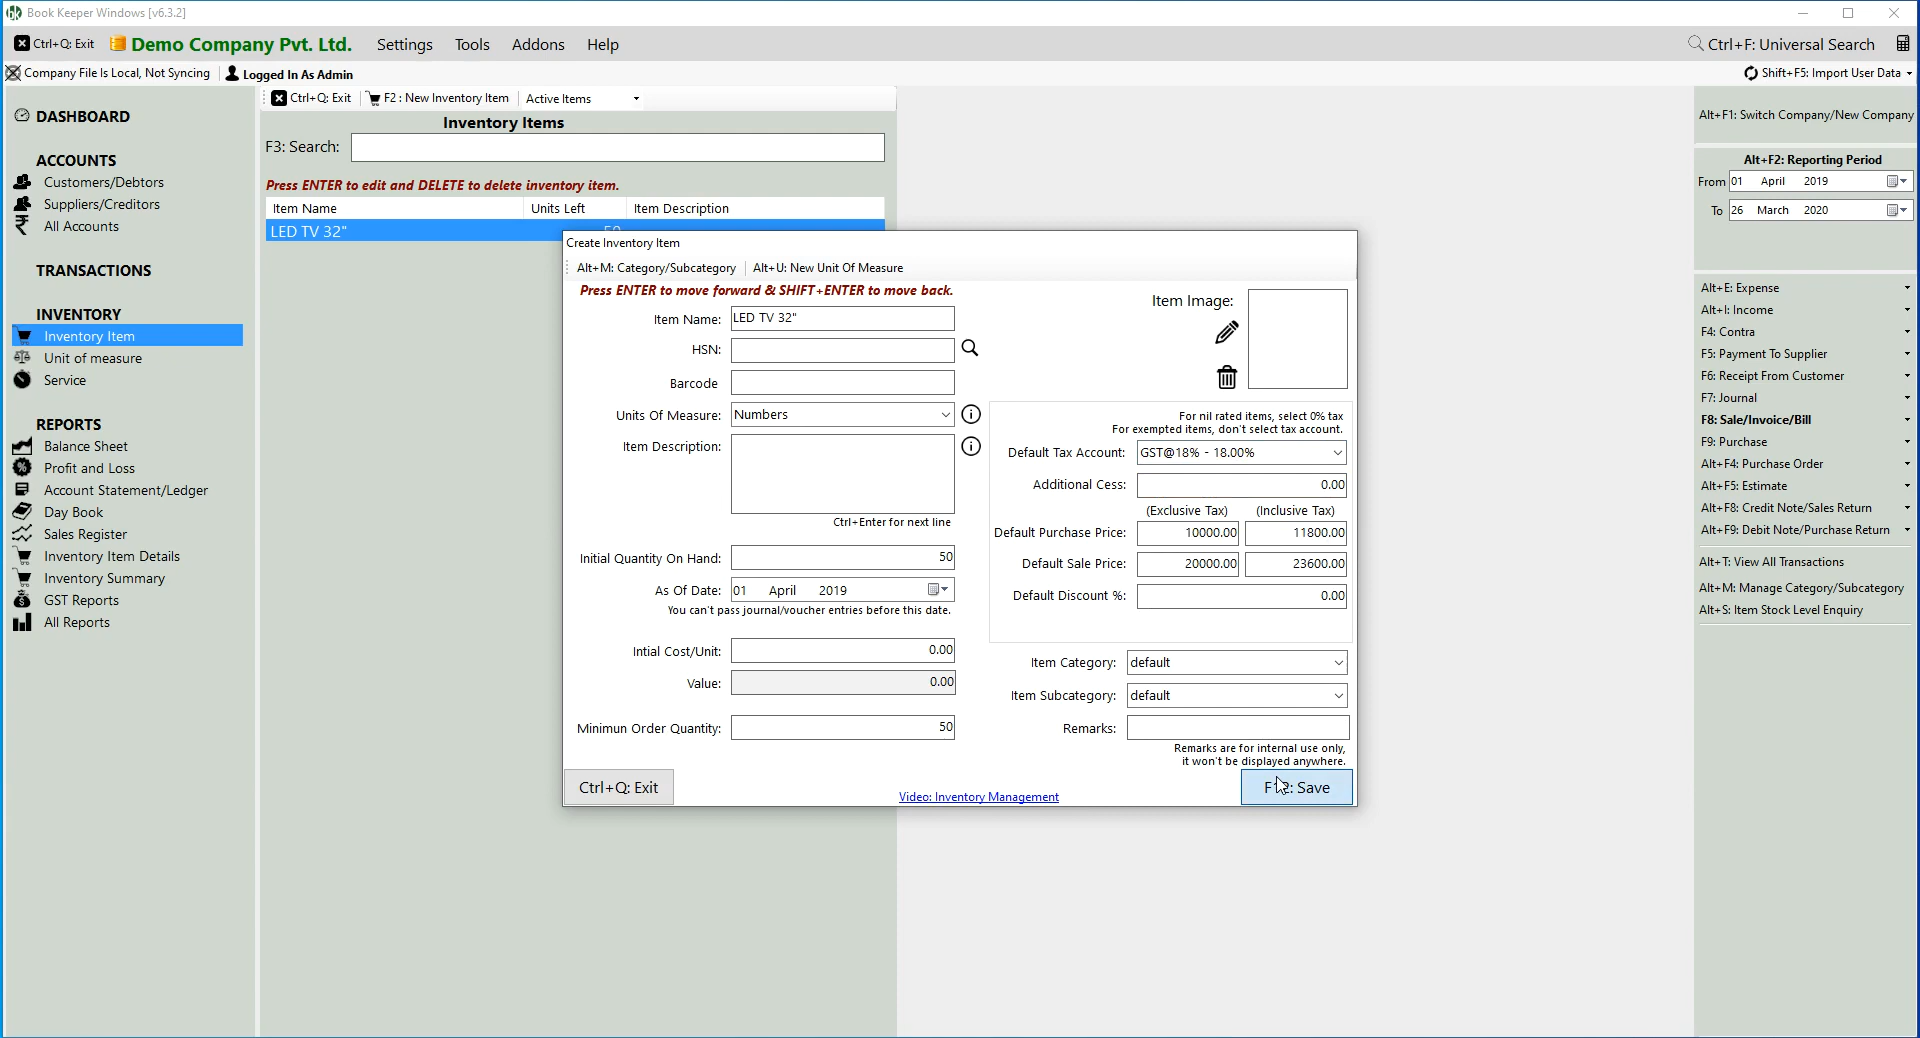 Book Keeper Windows [v6.3.2]
Ctrl+Q: Exit Demo Company Pvt. Ltd. Settings Tools Addons Help Ctrl+F: Universal Search
Company File Is Local, Not Syncing Logged In As Admin Shift+F5: Import User Data
DASHBOARD
ACCOUNTS
Customers/Debtors
Suppliers/Creditors
All Accounts
TRANSACTIONS
INVENTORY
Inventory Item
Unit of measure
Service
REPORTS
Balance Sheet
Profit and Loss
Account Statement/Ledger
Day Book
Sales Register
Inventory Item Details
Inventory Summary
GST Reports
All Reports
Ctrl+Q: Exit F2 : New Inventory Item Active Items
Inventory Items
F3: Search:
Press ENTER to edit and DELETE to delete inventory item.
Item Name Units Left Item Description
LED TV 32"
Create Inventory Item
Alt+M: Category/Subcategory Alt+U: New Unit Of Measure
Press ENTER to move forward & SHIFT+ENTER to move back.
Item Name: LED TV 32"
HSN:
Barcode
Units Of Measure: Numbers
Item Description:
Ctrl+Enter for next line
Initial Quantity On Hand: 50
As Of Date: 01 April 2019
You can't pass journal/voucher entries before this date.
Intial Cost/Unit: 0.00
Value: 0.00
Minimun Order Quantity: 50
Item Image:
For nil rated items, select 0% tax
For exempted items, don't select tax account.
Default Tax Account: GST@18% - 18.00%
Additional Cess: 0.00
(Exclusive Tax) (Inclusive Tax)
Default Purchase Price: 10000.00 11800.00
Default Sale Price: 20000.00 23600.00
Default Discount %: 0.00
Item Category: default
Item Subcategory: default
Remarks:
Remarks are for internal use only,
it won't be displayed anywhere.
Ctrl+Q: Exit Video: Inventory Management Save
Alt+F1: Switch Company/New Company
Alt+F2: Reporting Period
From 01 April 2019
To 26 March 2020
Alt+E: Expense
Alt+I: Income
F4: Contra
F5: Payment To Supplier
F6: Receipt From Customer
F7: Journal
F8: Sale/Invoice/Bill
F9: Purchase
Alt+F4: Purchase Order
Alt+F5: Estimate
Alt+F8: Credit Note/Sales Return
Alt+F9: Debit Note/Purchase Return
Alt+T: View All Transactions
Alt+M: Manage Category/Subcategory
Alt+S: Item Stock Level Enquiry